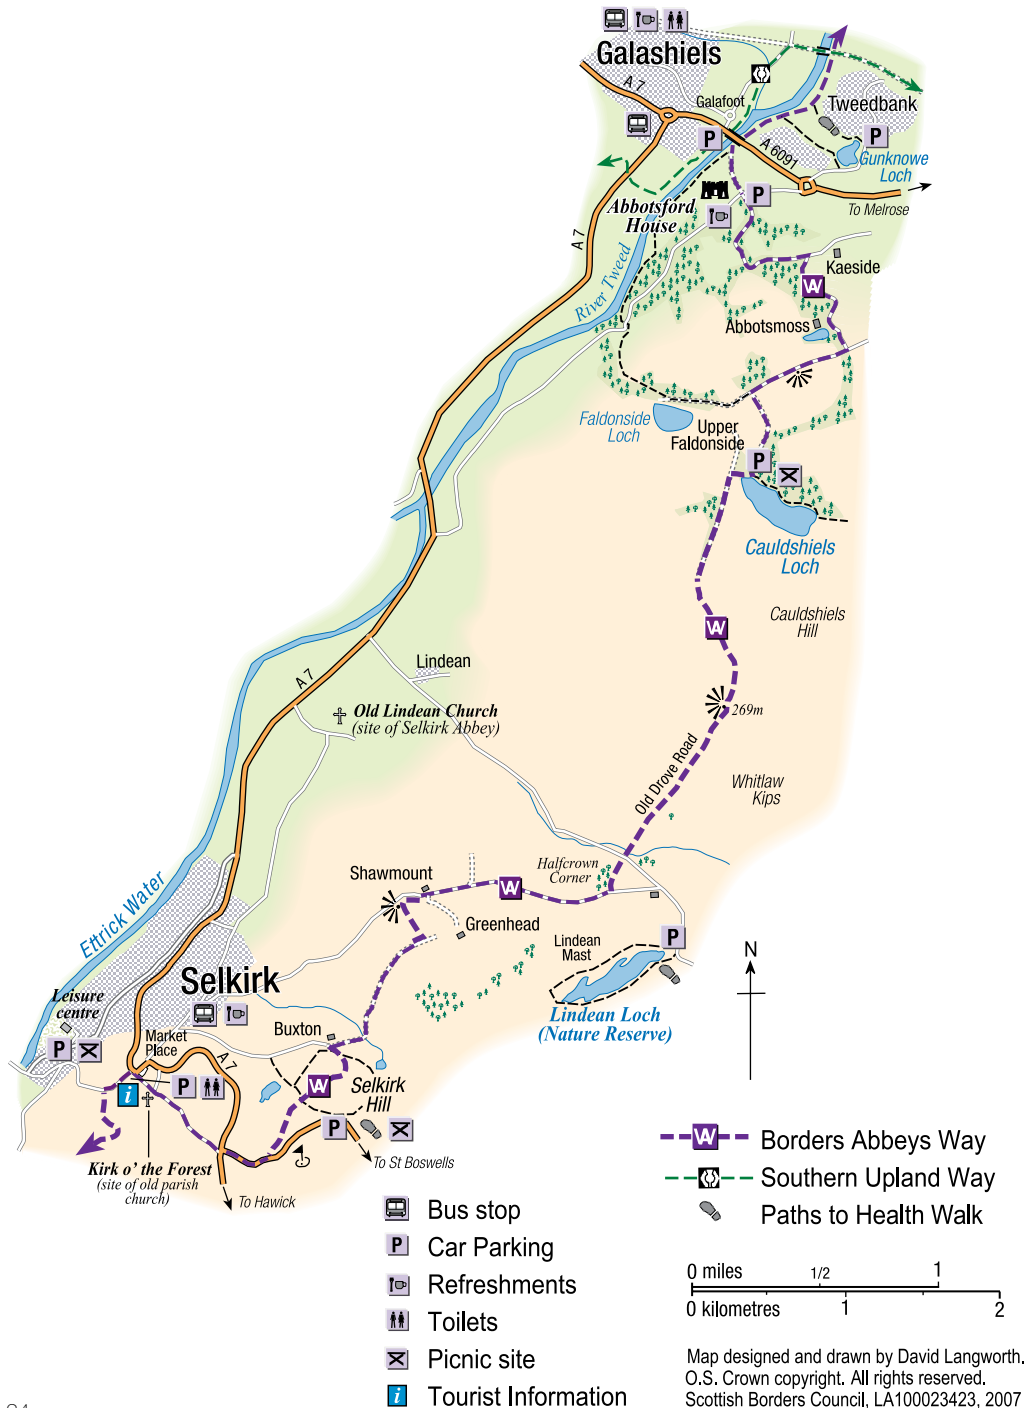 Galashiels
A 7
Galafoot
Tweedbank
P
P
A 6091
Gunknowe
Loch
Abbotsford
House
P
To Melrose
A 7
River Tweed
Kaeside
W
Abbotsmoss
Faldonside
Loch
Upper
Faldonside
P
Cauldshiels
Loch
Cauldshiels
Hill
W
Lindean
A 7
Old Lindean Church
(site of Selkirk Abbey)
269m
Old Drove Road
Whitlaw
Kips
Halfcrown
Corner
Shawmount
W
Greenhead
Ettrick Water
Lindean
Mast
P
Selkirk
Leisure
centre
Lindean Loch
(Nature Reserve)
N
Buxton
Market
Place
P
A 7
P
i
W
Selkirk
Hill
P
To St Boswells
Kirk o' the Forest
(site of old parish
church)
To Hawick
W Borders Abbeys Way
Southern Upland Way
Paths to Health Walk
Bus stop
P Car Parking
Refreshments
Toilets
Picnic site
i Tourist Information
0 miles 1/2 1
0 kilometres 1 2
Map designed and drawn by David Langworth.
O.S. Crown copyright. All rights reserved.
Scottish Borders Council, LA100023423, 2007